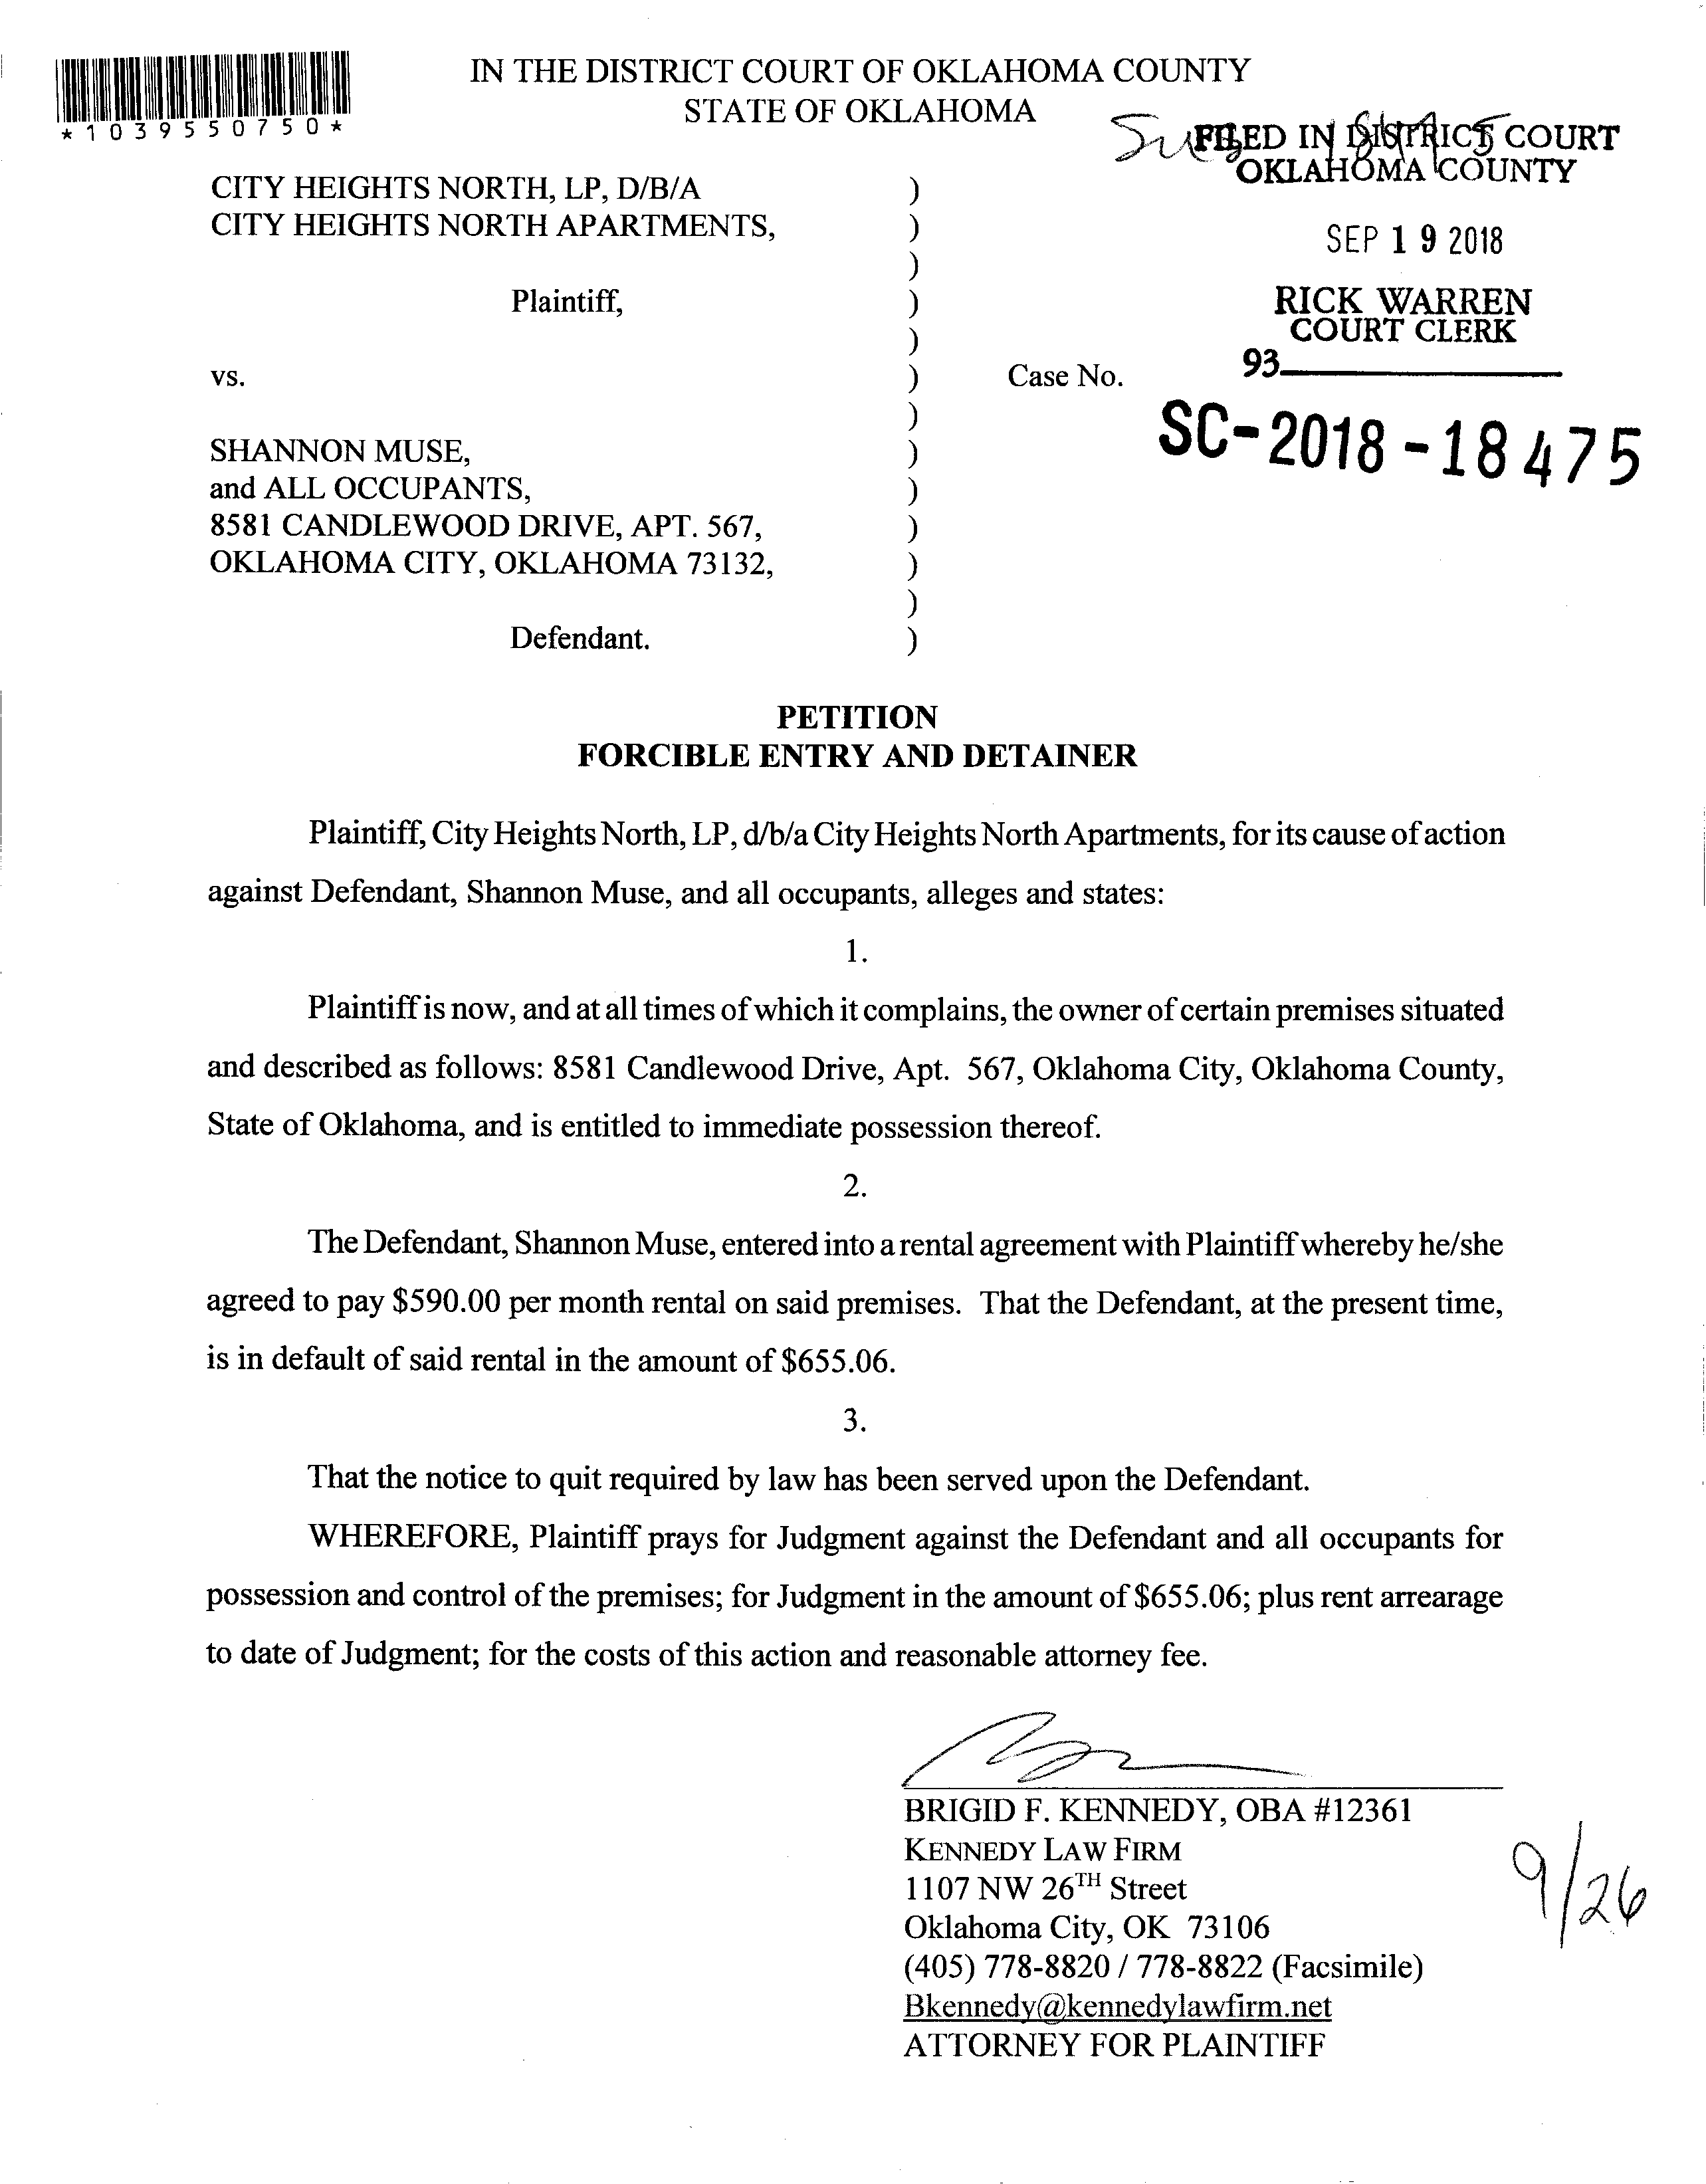 IN THE DISTRICT COURT OF OKLAHOMA COUNTY
STATE OF OKLAHOMA
*1039550750*
FILED IN DISTRICT COURT
OKLAHOMA COUNTY
SEP 19 2018
RICK WARREN
COURT CLERK
93
CITY HEIGHTS NORTH, LP, D/B/A )
CITY HEIGHTS NORTH APARTMENTS, )
)
Plaintiff, )
)
vs. ) Case No.
SC-2018-18475
)
SHANNON MUSE, )
and ALL OCCUPANTS, )
8581 CANDLEWOOD DRIVE, APT. 567, )
OKLAHOMA CITY, OKLAHOMA 73132, )
)
Defendant. )
PETITION
FORCIBLE ENTRY AND DETAINER
Plaintiff, City Heights North, LP, d/b/a City Heights North Apartments, for its cause of action
against Defendant, Shannon Muse, and all occupants, alleges and states:
1.
Plaintiff is now, and at all times of which it complains, the owner of certain premises situated
and described as follows: 8581 Candlewood Drive, Apt. 567, Oklahoma City, Oklahoma County,
State of Oklahoma, and is entitled to immediate possession thereof.
2.
The Defendant, Shannon Muse, entered into a rental agreement with Plaintiff whereby he/she
agreed to pay $590.00 per month rental on said premises. That the Defendant, at the present time,
is in default of said rental in the amount of $655.06.
3.
That the notice to quit required by law has been served upon the Defendant.
WHEREFORE, Plaintiff prays for Judgment against the Defendant and all occupants for
possession and control of the premises; for Judgment in the amount of $655.06; plus rent arrearage
to date of Judgment; for the costs of this action and reasonable attorney fee.
BRIGID F. KENNEDY, OBA #12361
KENNEDY LAW FIRM
1107 NW 26TH Street
Oklahoma City, OK 73106
(405) 778-8820 / 778-8822 (Facsimile)
Bkennedy@kennedylawfirm.net
ATTORNEY FOR PLAINTIFF
9/26